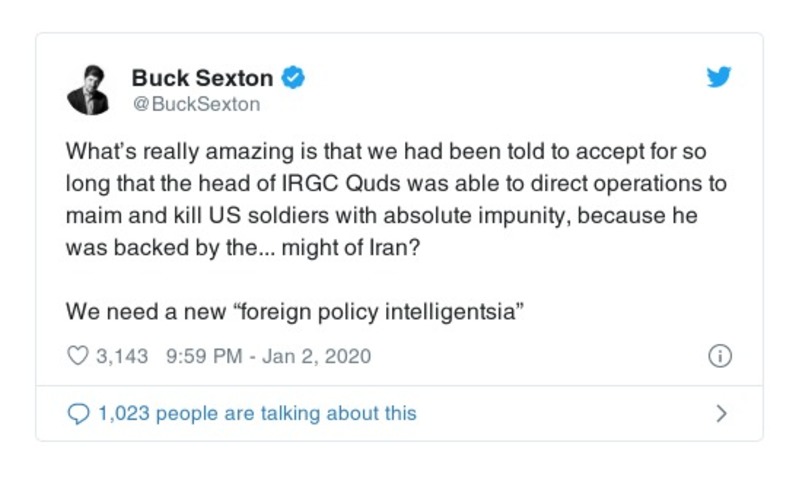 Buck Sexton
@BuckSexton
What’s really amazing is that we had been told to accept for so
long that the head of IRGC Quds was able to direct operations to
maim and kill US soldiers with absolute impunity, because he
was backed by the... might of Iran?
We need a new “foreign policy intelligentsia”
3,143 9:59 PM - Jan 2, 2020
1,023 people are talking about this